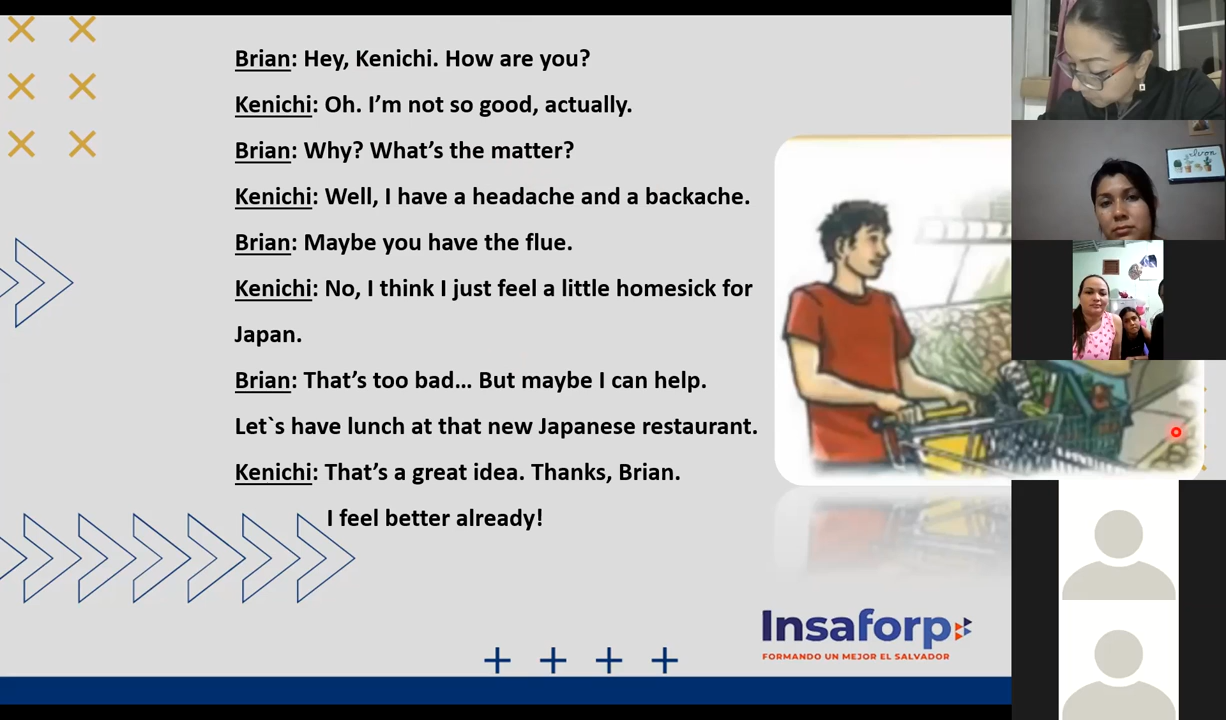 Brian: Hey, Kenichi. How are you?
Kenichi: Oh. I’m not so good, actually.
Brian: Why? What’s the matter?
Kenichi: Well, I have a headache and a backache.
Brian: Maybe you have the flue.
Kenichi: No, I think I just feel a little homesick for
Japan.
Brian: That’s too bad… But maybe I can help.
Let`s have lunch at that new Japanese restaurant.
Kenichi: That’s a great idea. Thanks, Brian.
I feel better already!
Insaforp
FORMANDO UN MEJOR EL SALVADOR